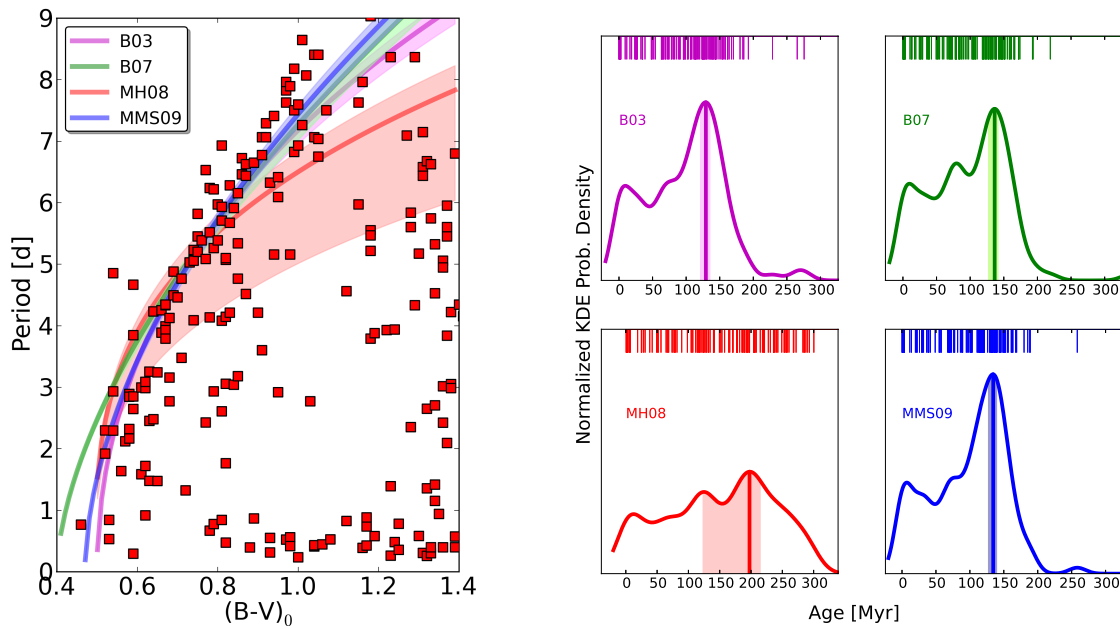 9
8
7
6
5
4
3
2
1
0
Period [d]
B03
B07
MH08
MMS09
0.4 0.6 0.8 1.0 1.2 1.4
(B-V)₀
Normalized KDE Prob. Density
B03
0 50 100 150 200 250 300
B07
0 50 100 150 200 250 300
MH08
0 50 100 150 200 250 300
MMS09
0 50 100 150 200 250 300
Age [Myr]